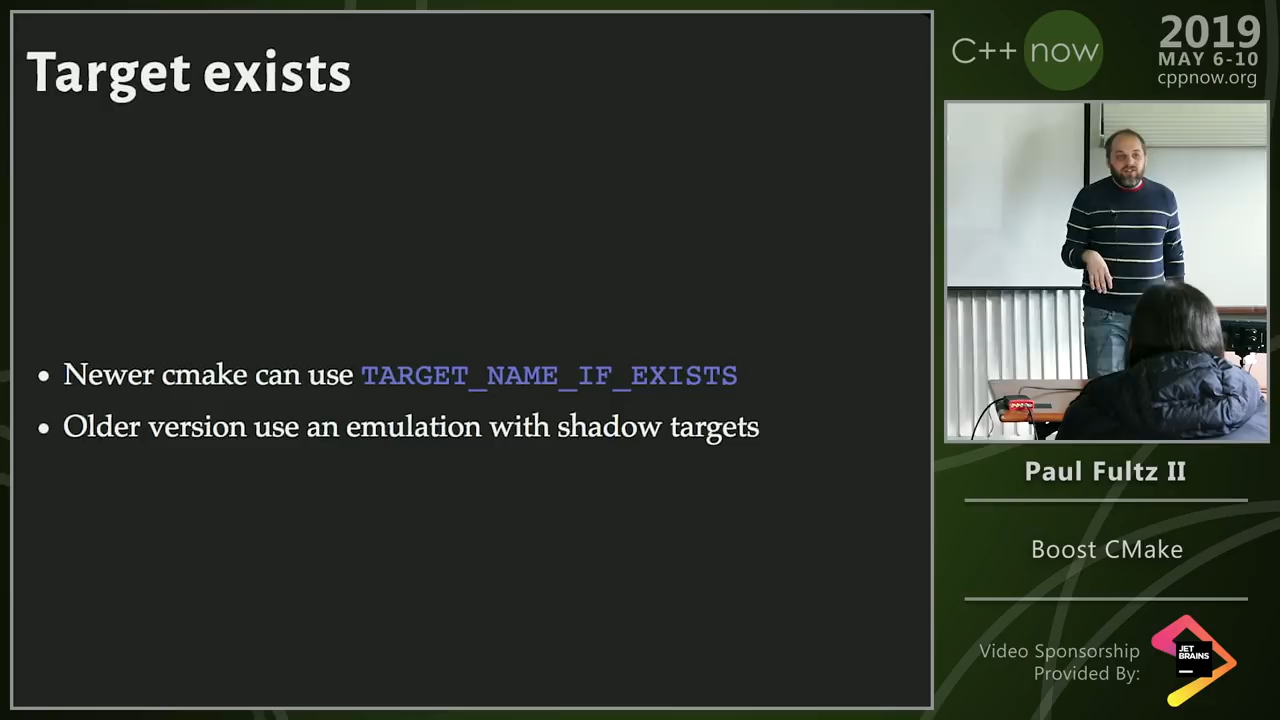 Target exists
• Newer cmake can use TARGET_NAME_IF_EXISTS
• Older version use an emulation with shadow targets
C++ now
2019
MAY 6-10
cppnow.org
Paul Fultz II
Boost CMake
Video Sponsorship
Provided By:
JET
BRAINS